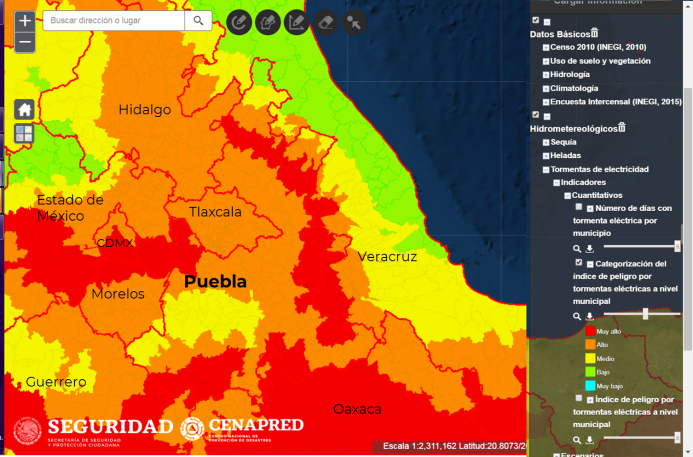 +
−
Buscar dirección o lugar
Hidalgo
Estado de
México
Tlaxcala
CDMX
Veracruz
Puebla
Morelos
Guerrero
Oaxaca
SEGURIDAD
SECRETARÍA DE SEGURIDAD
Y PROTECCIÓN CIUDADANA
CENAPRED
CENTRO NACIONAL DE
PREVENCIÓN DE DESASTRES
Escala 1:2,311,162 Latitud:20.8073/2
Cargar Información
Datos Básicos
Censo 2010 (INEGI, 2010)
Uso de suelo y vegetación
Hidrología
Climatología
Encuesta Intercensal (INEGI, 2015)
Hidrometereológicos
Sequía
Heladas
Tormentas de electricidad
Indicadores
Cuantitativos
Número de días con
tormenta eléctrica por
municipio
Categorización del
índice de peligro por
tormentas eléctricas a nivel
municipal
Muy alto
Alto
Medio
Bajo
Muy bajo
Índice de peligro por
tormentas eléctricas a nivel
municipal
Escenarios